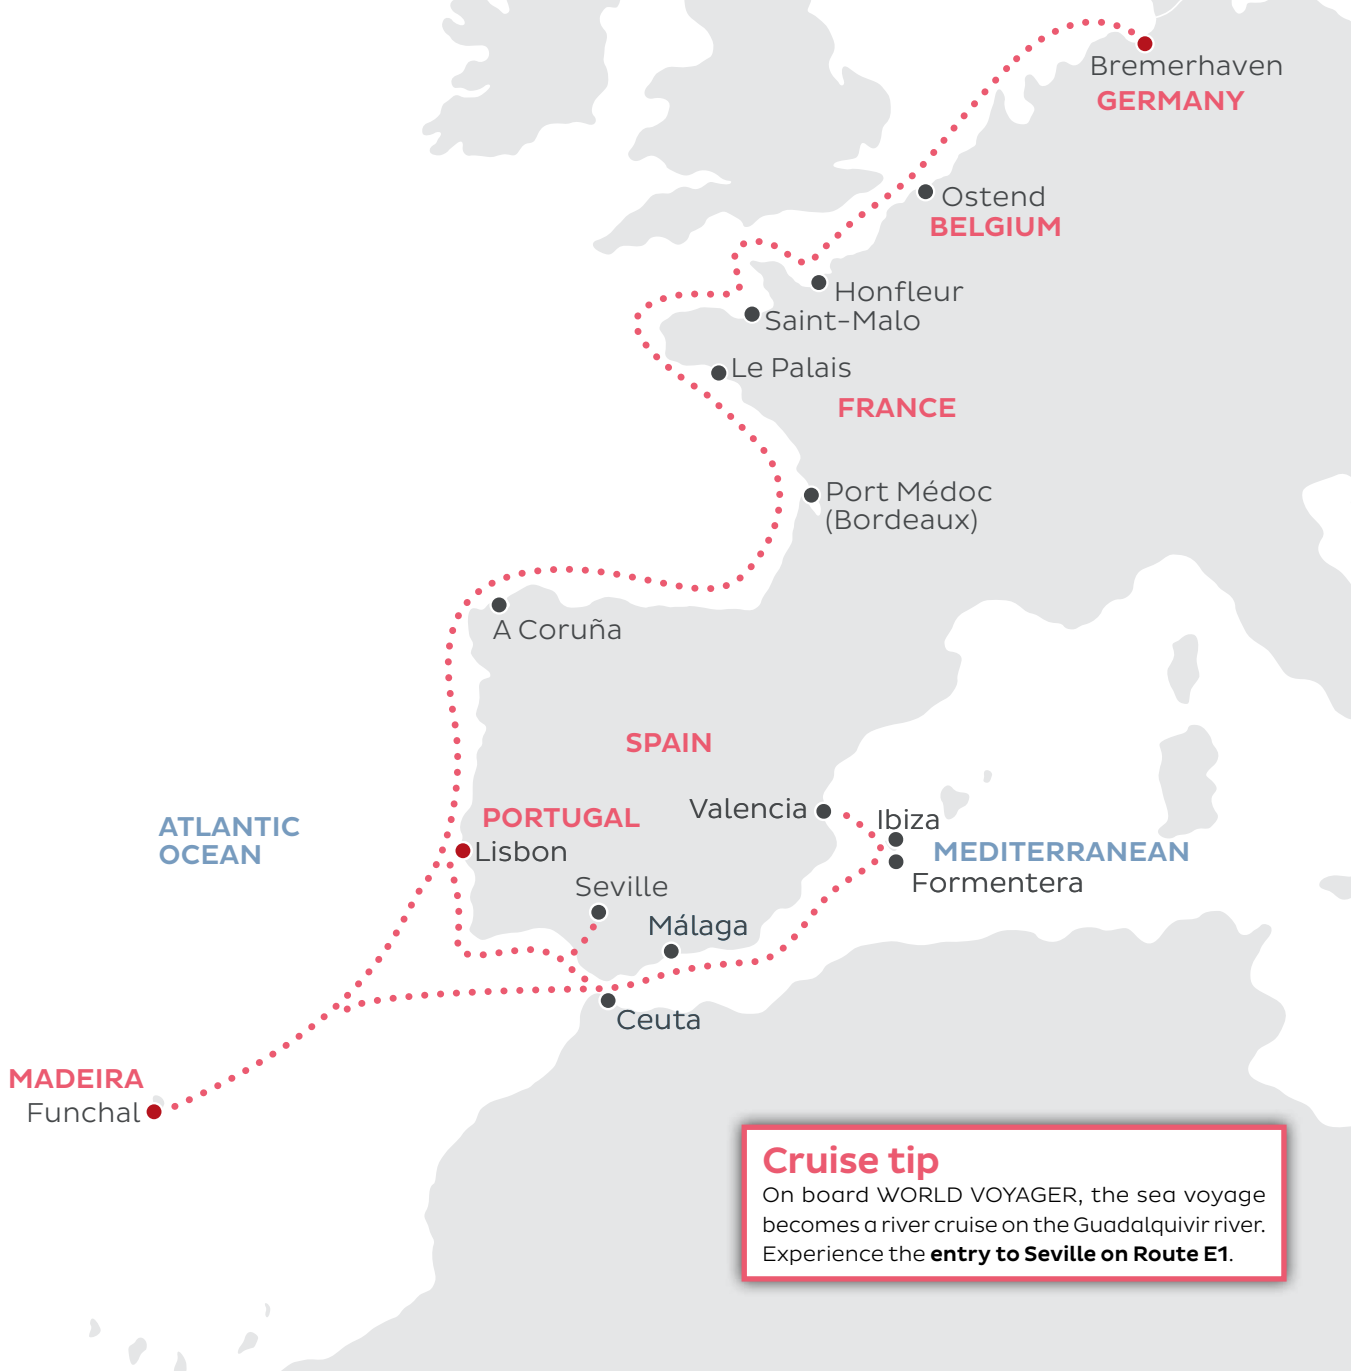 Bremerhaven
GERMANY
Ostend
BELGIUM
Honfleur
Saint-Malo
Le Palais
FRANCE
Port Médoc
(Bordeaux)
A Coruña
SPAIN
Valencia
Ibiza
PORTUGAL
ATLANTIC
OCEAN
Lisbon
MEDITERRANEAN
Formentera
Seville
Málaga
Ceuta
MADEIRA
Funchal
Cruise tip
On board WORLD VOYAGER, the sea voyage
becomes a river cruise on the Guadalquivir river.
Experience the entry to Seville on Route E1.